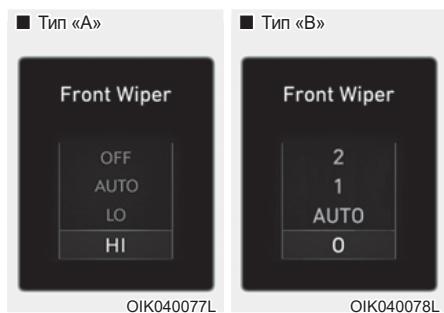 ■ Тип «A»
Front Wiper
OFF
AUTO
LO
HI
OIK040077L
■ Тип «B»
Front Wiper
2
1
AUTO
0
OIK040078L